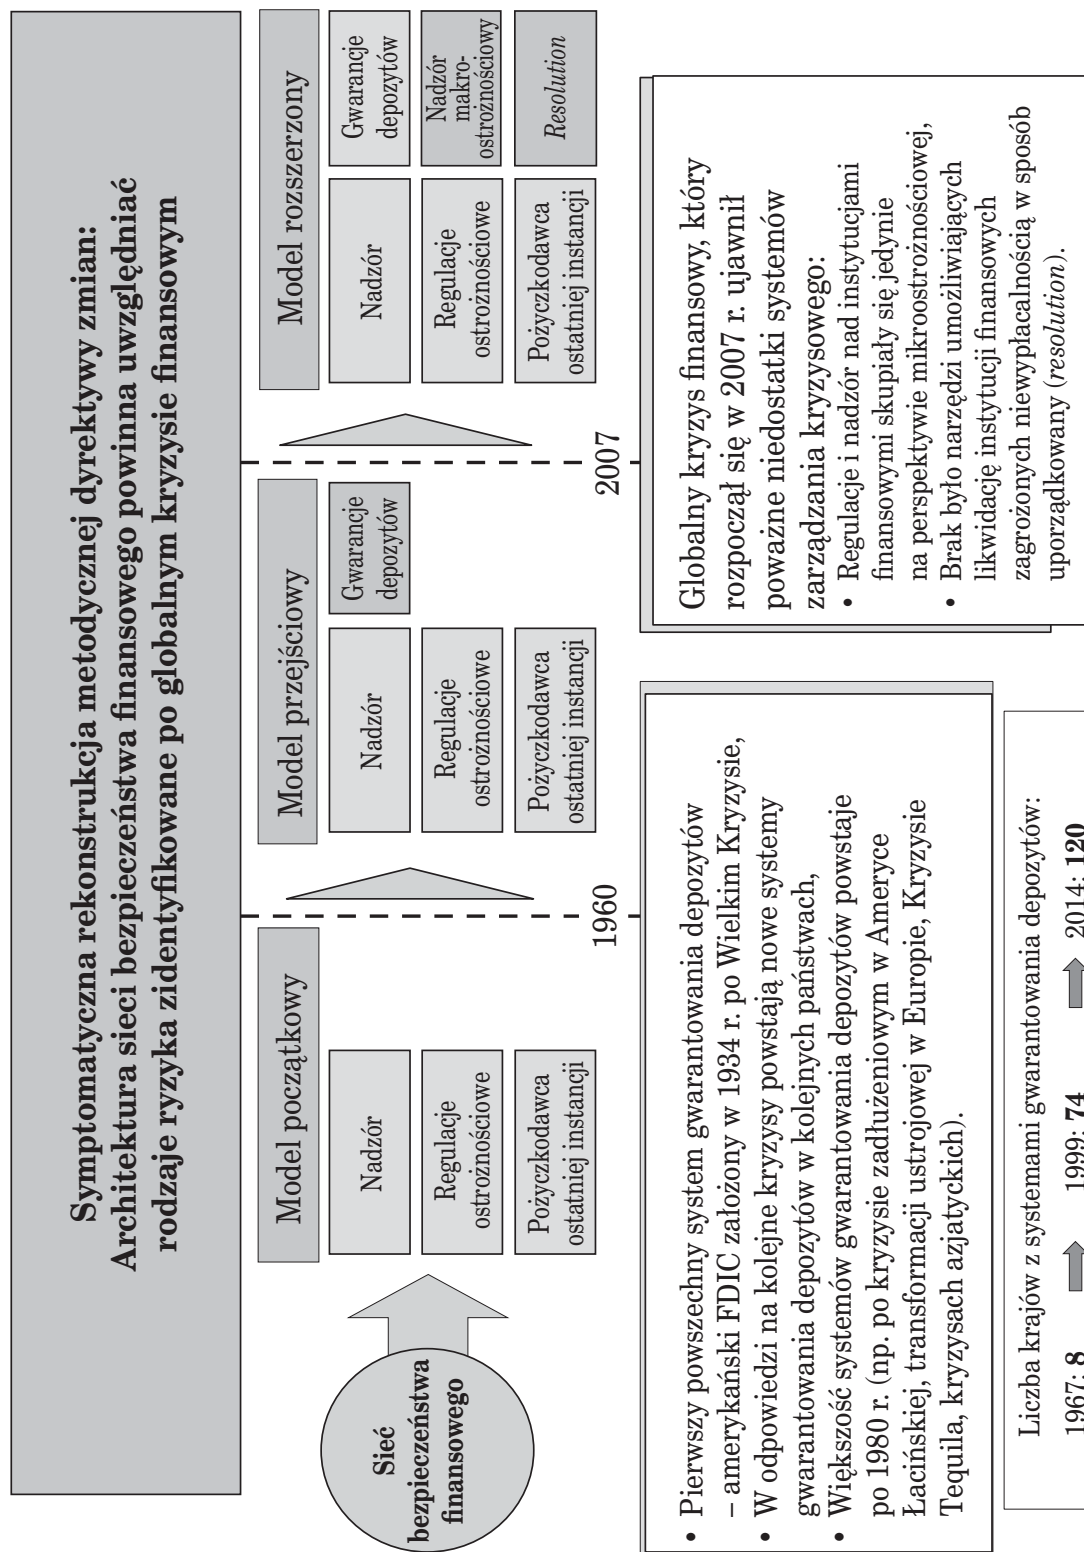 Symptomatyczna rekonstrukcja metodycznej dyrektywy zmian:
Architektura sieci bezpieczeństwa finansowego powinna uwzględniać
rodzaje ryzyka zidentyfikowane po globalnym kryzysie finansowym
Sieć
bezpieczeństwa
finansowego
Model początkowy
Nadzór
Regulacje
ostrożnościowe
Pożyczkodawca
ostatniej instancji
1960
Model przejściowy
Nadzór
Gwarancje
depozytów
Regulacje
ostrożnościowe
Pożyczkodawca
ostatniej instancji
2007
Model rozszerzony
Nadzór
Gwarancje
depozytów
Regulacje
ostrożnościowe
Nadzór
makro-
ostrożnościowy
Pożyczkodawca
ostatniej instancji
Resolution
• Pierwszy powszechny system gwarantowania depozytów
– amerykański FDIC założony w 1934 r. po Wielkim Kryzysie,
• W odpowiedzi na kolejne kryzysy powstają nowe systemy
gwarantowania depozytów w kolejnych państwach,
• Większość systemów gwarantowania depozytów powstaje
po 1980 r. (np. po kryzysie zadłużeniowym w Ameryce
Łacińskiej, transformacji ustrojowej w Europie, Kryzysie
Tequila, kryzysach azjatyckich).
Liczba krajów z systemami gwarantowania depozytów:
1967: 8 1999: 74 2014: 120
Globalny kryzys finansowy, który
rozpoczął się w 2007 r. ujawnił
poważne niedostatki systemów
zarządzania kryzysowego:
• Regulacje i nadzór nad instytucjami
finansowymi skupiały się jedynie
na perspektywie mikroostrożnościowej,
• Brak było narzędzi umożliwiających
likwidację instytucji finansowych
zagrożonych niewypłacalnością w sposób
uporządkowany (resolution).